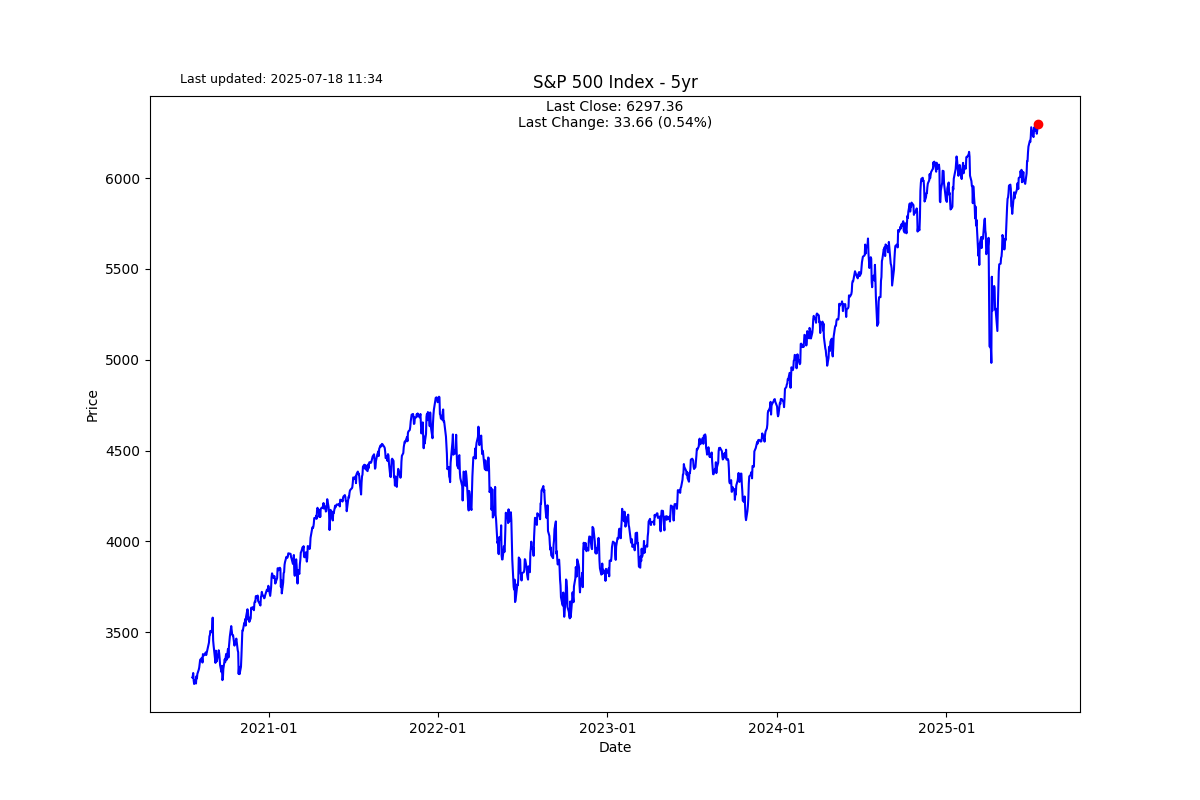 Last updated: 2025-07-18 11:34
S&P 500 Index - 5yr
Last Close: 6297.36
Last Change: 33.66 (0.54%)
6000
5500
5000
4500
4000
3500
Price
2021-01
2022-01
2023-01
2024-01
2025-01
Date